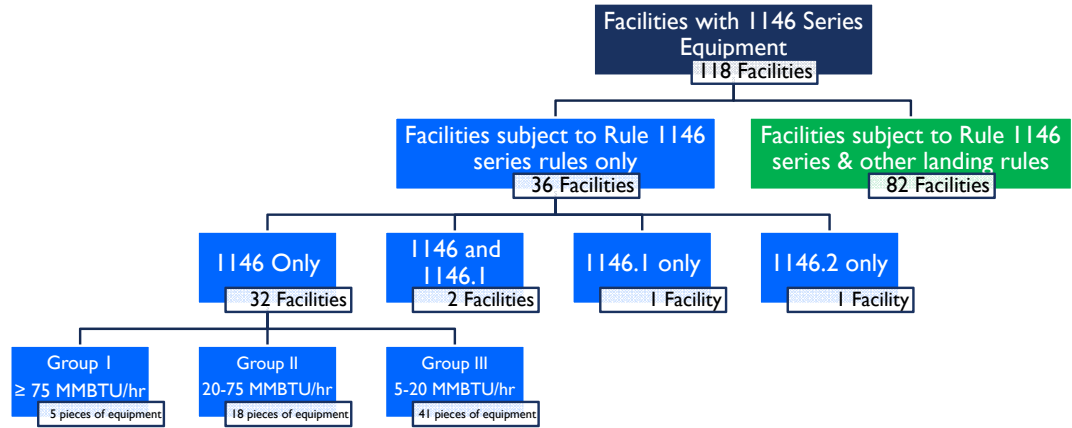 Facilities with 1146 Series
Equipment
118 Facilities
Facilities subject to Rule 1146
series rules only
36 Facilities
Facilities subject to Rule 1146
series & other landing rules
82 Facilities
1146 Only
32 Facilities
1146 and
1146.1
2 Facilities
1146.1 only
1 Facility
1146.2 only
1 Facility
Group I
≥ 75 MMBTU/hr
5 pieces of equipment
Group II
20-75 MMBTU/hr
18 pieces of equipment
Group III
5-20 MMBTU/hr
41 pieces of equipment